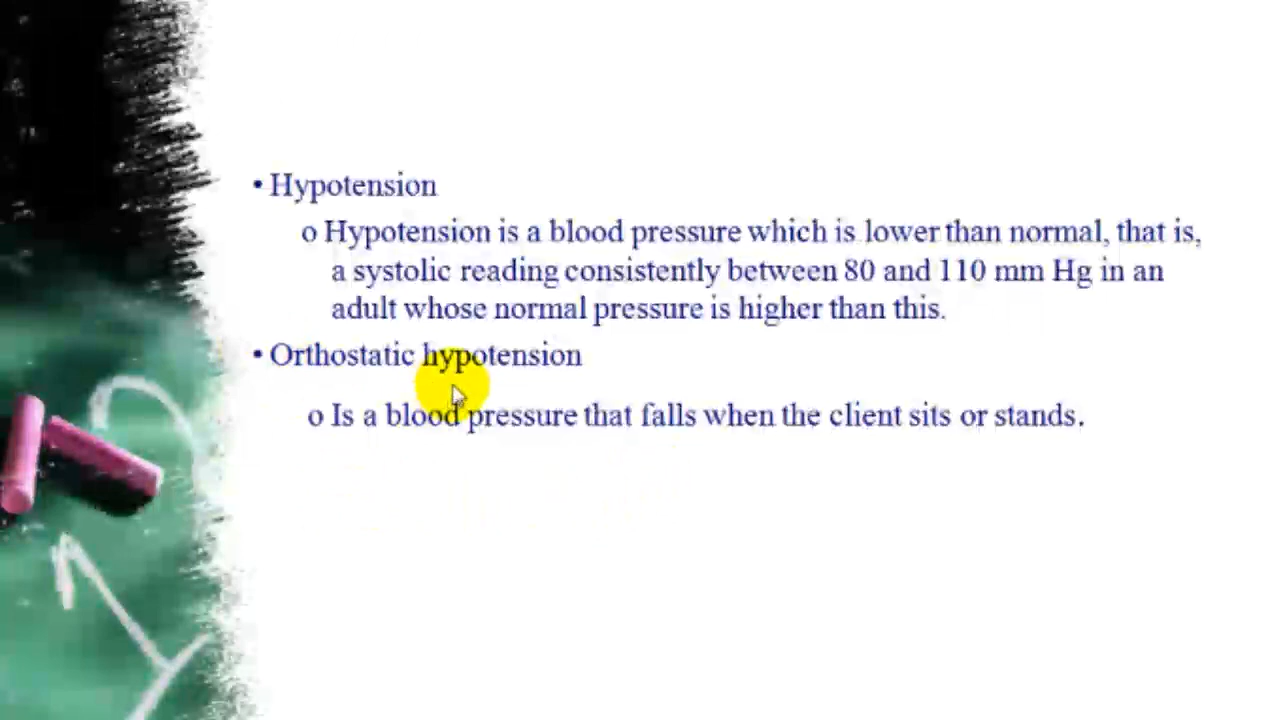 • Hypotension
o Hypotension is a blood pressure which is lower than normal, that is,
a systolic reading consistently between 80 and 110 mm Hg in an
adult whose normal pressure is higher than this.
• Orthostatic hypotension
o Is a blood pressure that falls when the client sits or stands.